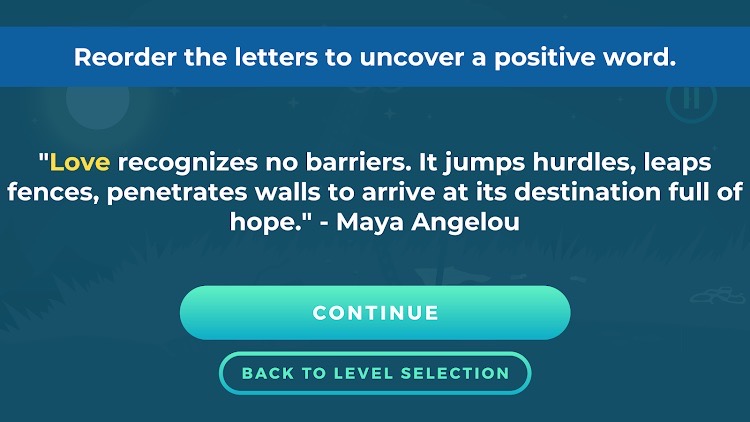 Reorder the letters to uncover a positive word.
"Love recognizes no barriers. It jumps hurdles, leaps
fences, penetrates walls to arrive at its destination full of
hope." - Maya Angelou
CONTINUE
BACK TO LEVEL SELECTION